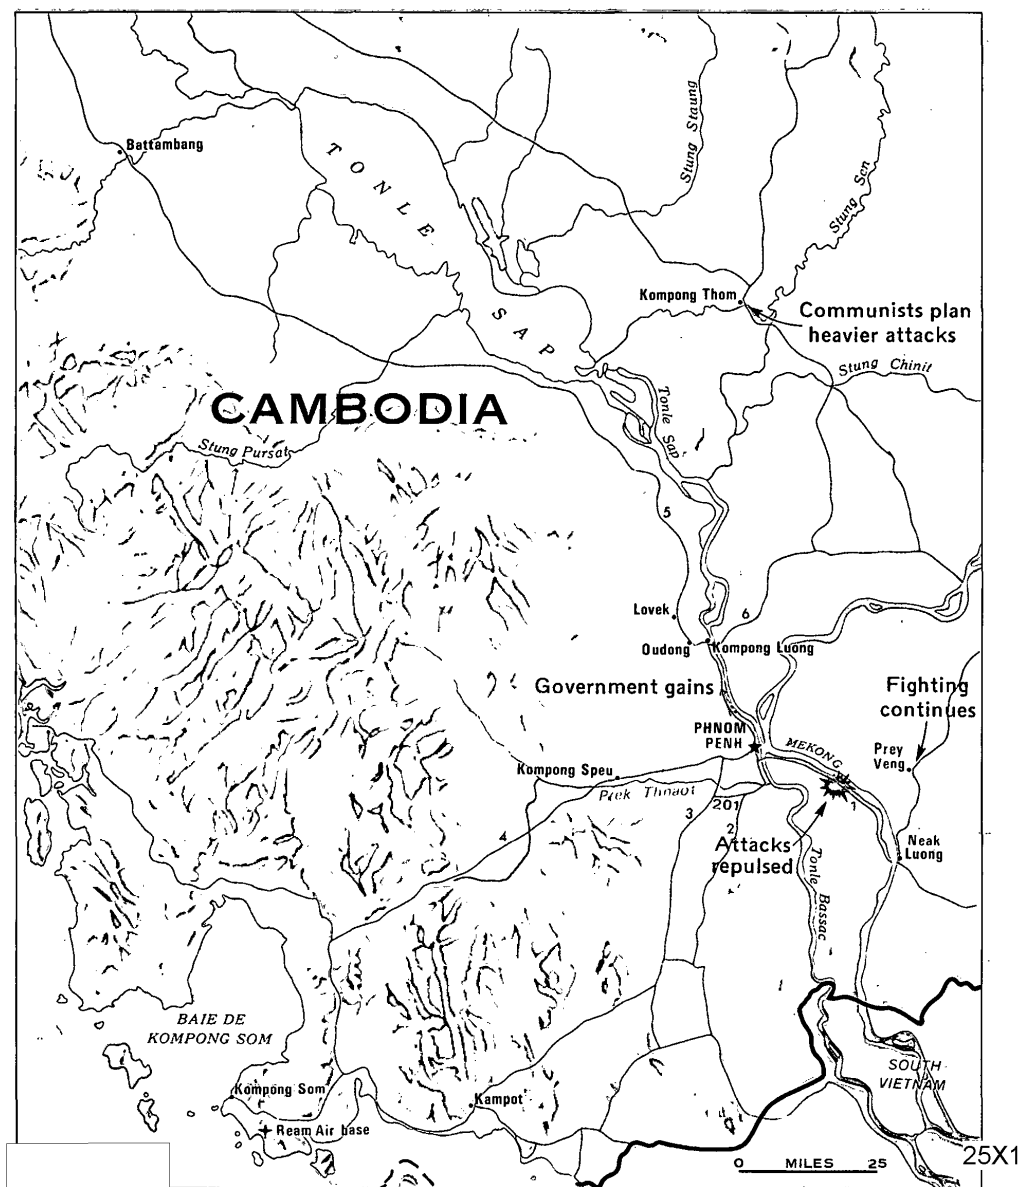 Battambang
TONLE
SAP
Stung Staung
Stung Sen
Kompong Thom
Communists plan
heavier attacks
Stung Chinit
CAMBODIA
Tonle Sap
Stung Pursat
5
Lovek
6
Oudong
Kompong Luong
Government gains
Fighting
continues
PHNOM
PENH
MEKONG
Prey
Veng
Kompong Speu
Prek Thnaot
201
1
3
2
4
Attacks
repulsed
Neak
Luong
Tonle Bassac
BAIE DE
KOMPONG SOM
SOUTH
VIETNAM
Kompong Som
Kampot
Ream Air base
0 MILES 25
25X1